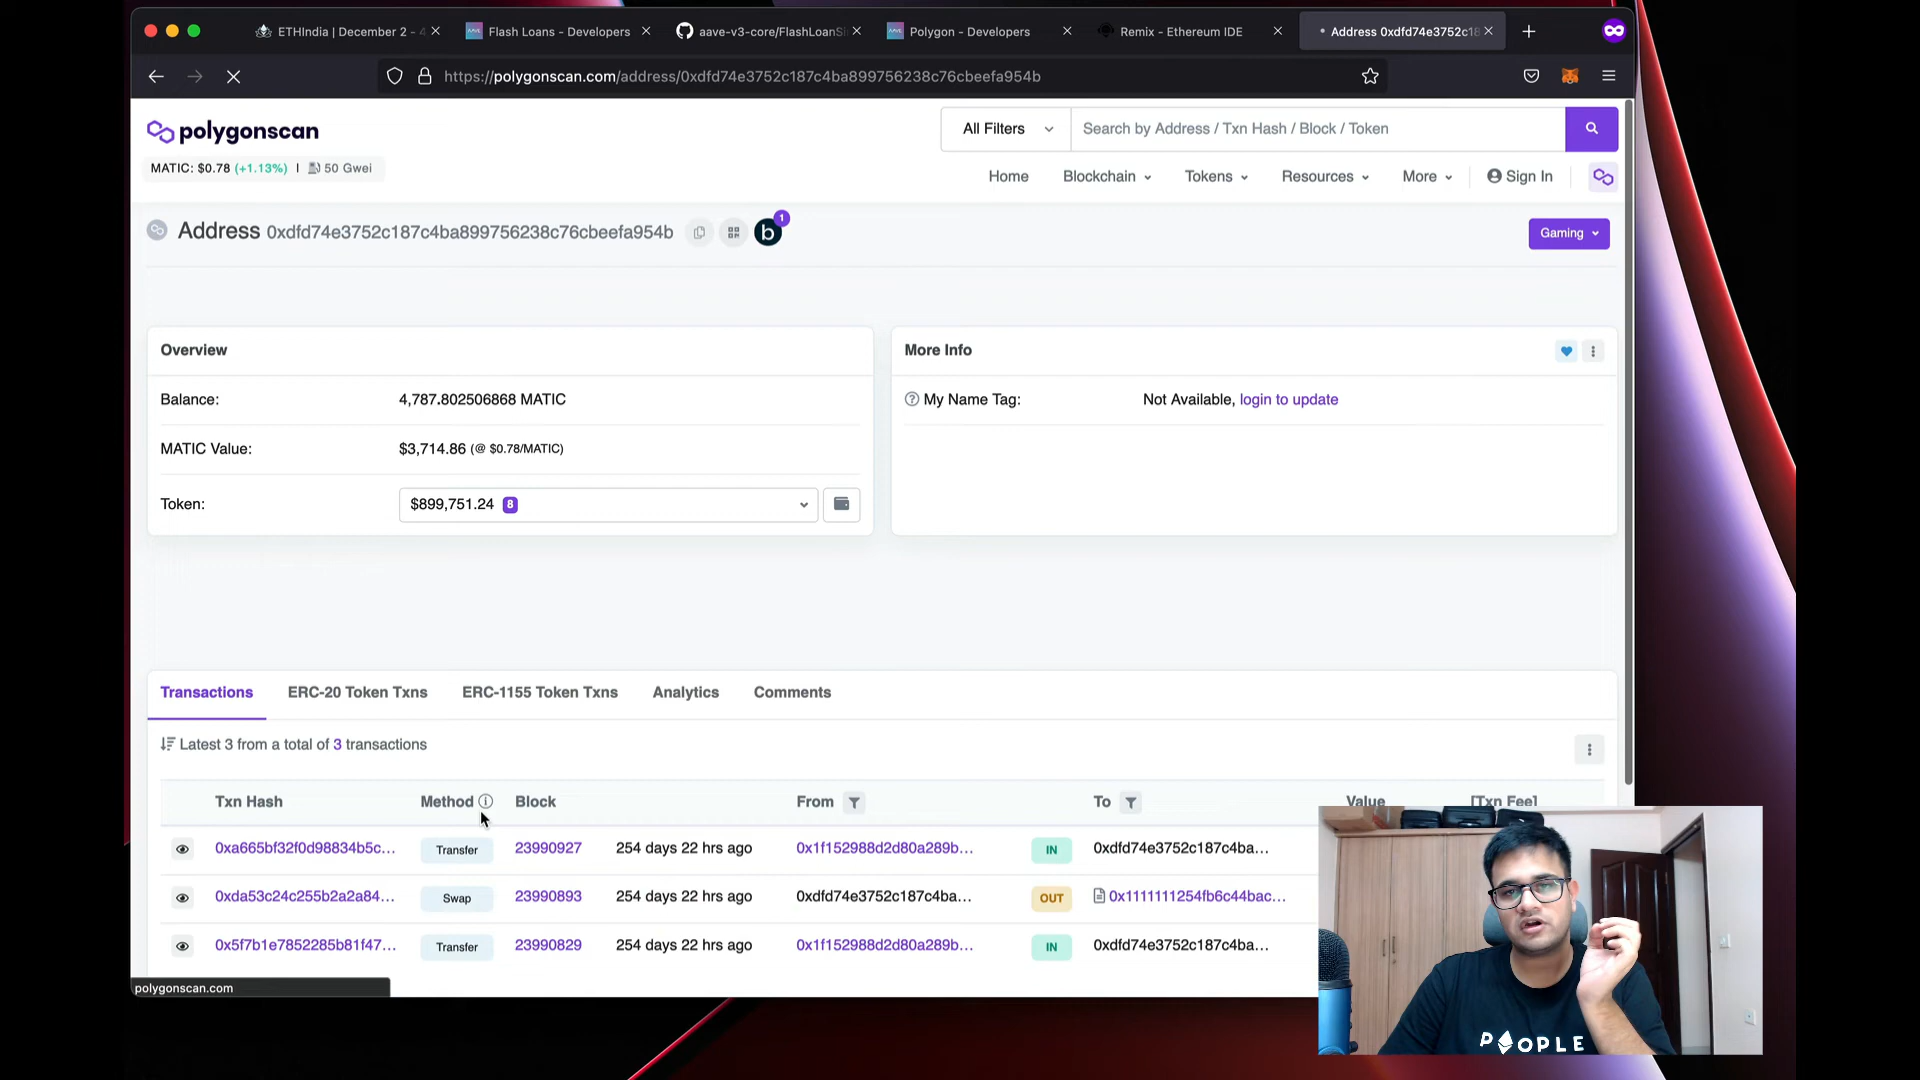 ETHIndia | December 2 - 4
Flash Loans - Developers
aave-v3-core/FlashLoanSi
Polygon - Developers
Remix - Ethereum IDE
Address 0xdfd74e3752c18
https://polygonscan.com/address/0xdfd74e3752c187c4ba899756238c76cbeefa954b
polygonscan
All Filters
Search by Address / Txn Hash / Block / Token
MATIC: $0.78 (+1.13%) | 50 Gwei
Home
Blockchain
Tokens
Resources
More
Sign In
Address 0xdfd74e3752c187c4ba899756238c76cbeefa954b
b
1
Gaming
Overview
Balance:
4,787.802506868 MATIC
MATIC Value:
$3,714.86 (@ $0.78/MATIC)
Token:
$899,751.24 8
More Info
My Name Tag:
Not Available, login to update
Transactions
ERC-20 Token Txns
ERC-1155 Token Txns
Analytics
Comments
Latest 3 from a total of 3 transactions
Txn Hash
Method
Block
From
To
Value
[Txn Fee]
0xa665bf32f0d98834b5c...
Transfer
23990927
254 days 22 hrs ago
0x1f152988d2d80a289b...
IN
0xdfd74e3752c187c4ba...
0xda53c24c255b2a2a84...
Swap
23990893
254 days 22 hrs ago
0xdfd74e3752c187c4ba...
OUT
0x1111111254fb6c44bac...
0x5f7b1e7852285b81f47...
Transfer
23990829
254 days 22 hrs ago
0x1f152988d2d80a289b...
IN
0xdfd74e3752c187c4ba...
polygonscan.com
PEOPLE